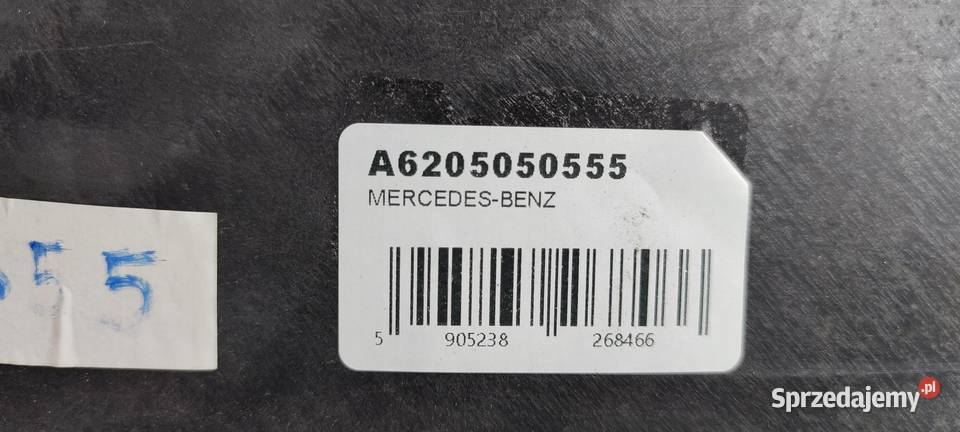 A6205050555
MERCEDES-BENZ
5 905238 268466
55
Sprzedajemy.pl